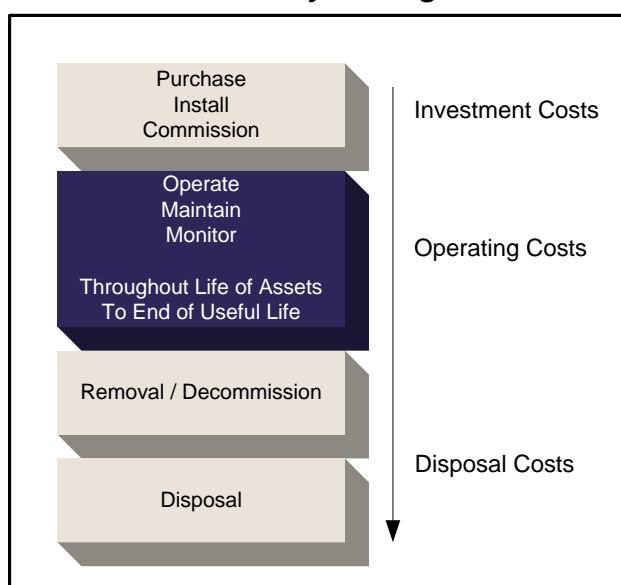 Purchase
Install
Commission
Investment Costs
Operate
Maintain
Monitor
Throughout Life of Assets
To End of Useful Life
Operating Costs
Removal / Decommission
Disposal Costs
Disposal